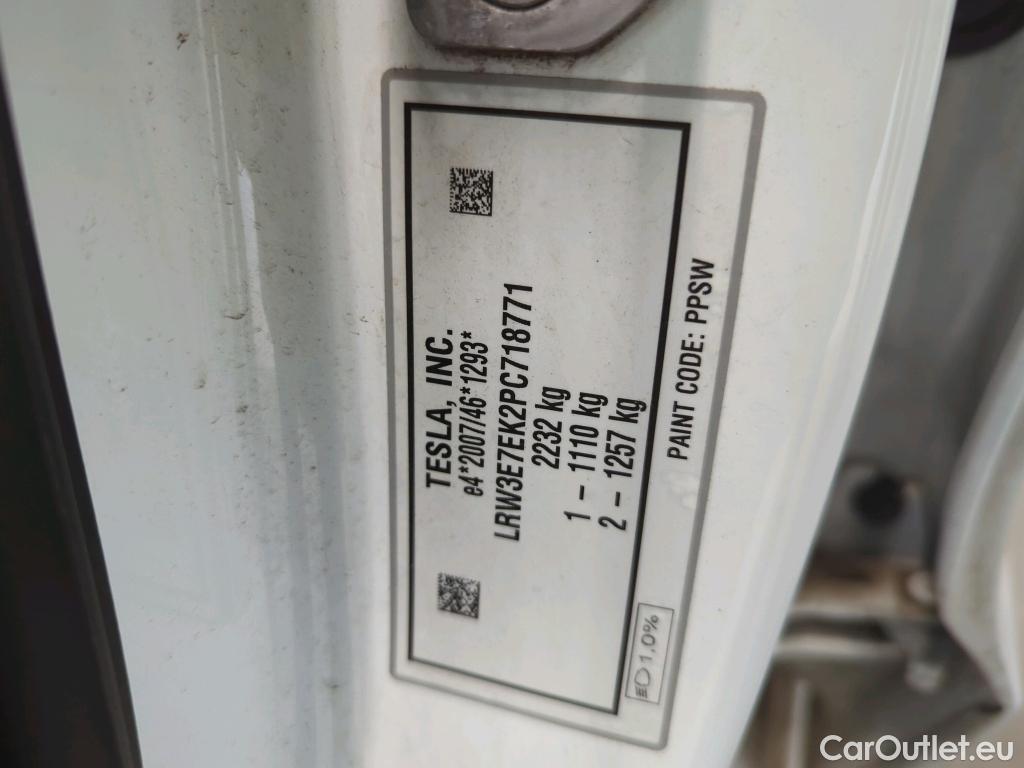 TESLA, INC.
e4*2007/46*1293*
LRW3E7EK2PC718771
2232 kg
1 – 1110 kg
2 – 1257 kg
1.0%
PAINT CODE: PPSW
CarOutlet.eu